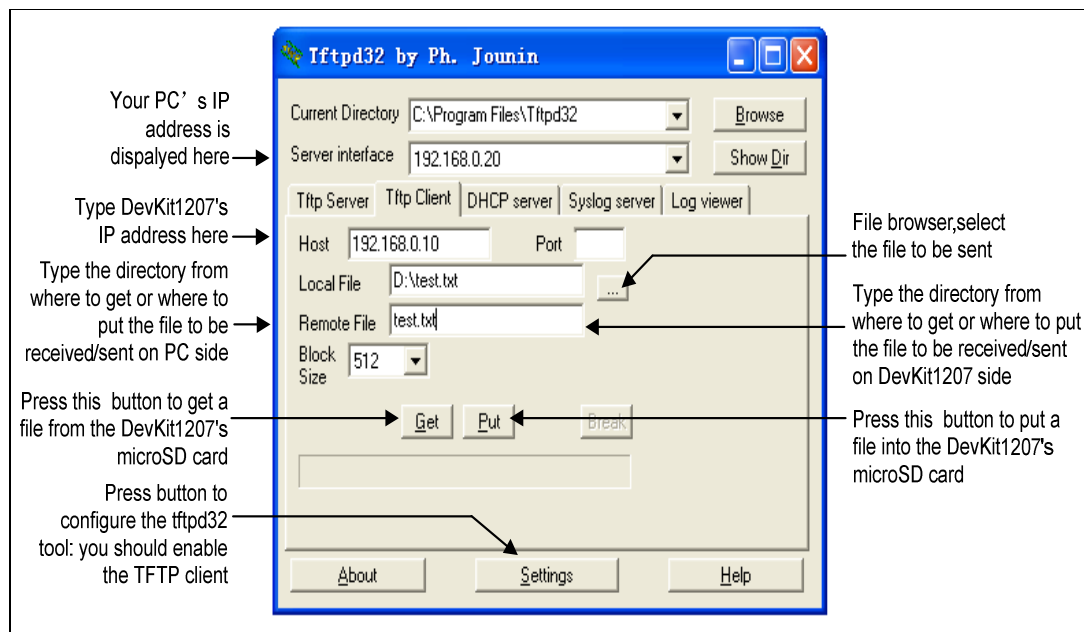 Tftpd32 by Ph. Jounin
Your PC's IP
address is
dispalyed here
Current Directory
C:\Program Files\Tftpd32
Browse
Server interface
192.168.0.20
Show Dir
Tftp Server
Tftp Client
DHCP server
Syslog server
Log viewer
Type DevKit1207's
IP address here
Host
192.168.0.10
Port
File browser,select
the file to be sent
Type the directory from
where to get or where to
put the file to be
received/sent on PC side
Local File
D:\test.txt
...
Remote File
test.txt
Type the directory from
where to get or where to put
the file to be received/sent
on DevKit1207 side
Block
Size
512
Press this button to get a
file from the DevKit1207's
microSD card
Get
Put
Break
Press this button to put a
file into the DevKit1207's
microSD card
Press button to
configure the tftpd32
tool: you should enable
the TFTP client
About
Settings
Help